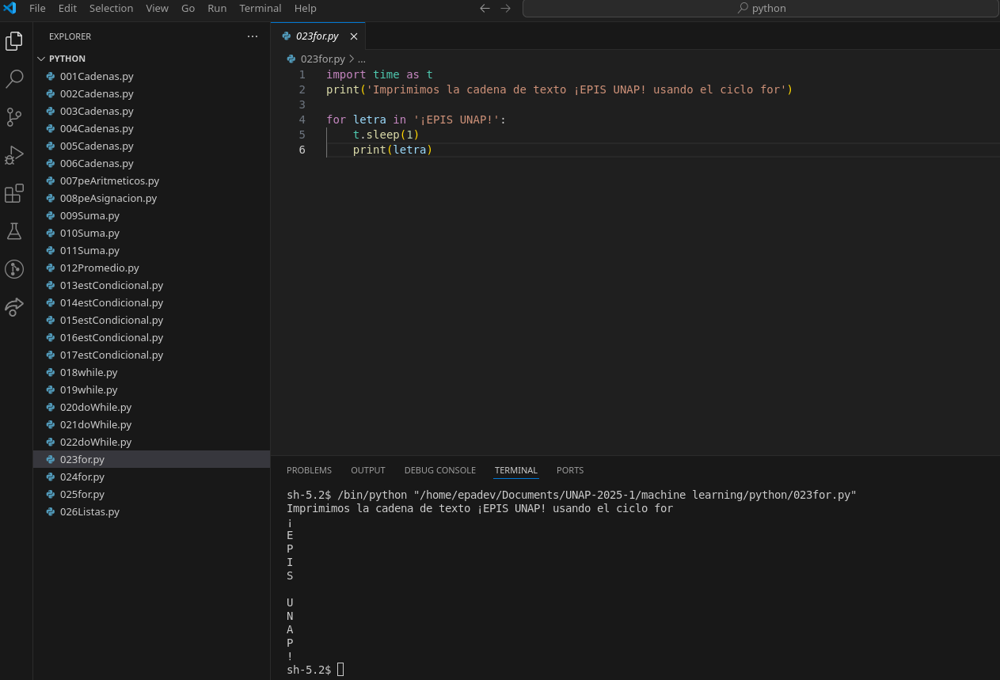 File Edit Selection View Go Run Terminal Help
python
EXPLORER ···
PYTHON
001Cadenas.py
002Cadenas.py
003Cadenas.py
004Cadenas.py
005Cadenas.py
006Cadenas.py
007peAritmeticos.py
008peAsignacion.py
009Suma.py
010Suma.py
011Suma.py
012Promedio.py
013estCondicional.py
014estCondicional.py
015estCondicional.py
016estCondicional.py
017estCondicional.py
018while.py
019while.py
020doWhile.py
021doWhile.py
022doWhile.py
023for.py
024for.py
025for.py
026Listas.py
023for.py
023for.py > ...
1 import time as t
2 print('Imprimimos la cadena de texto ¡EPIS UNAP! usando el ciclo for')
3
4 for letra in '¡EPIS UNAP!':
5     t.sleep(1)
6     print(letra)
PROBLEMS OUTPUT DEBUG CONSOLE TERMINAL PORTS
sh-5.2$ /bin/python "/home/epadev/Documents/UNAP-2025-1/machine learning/python/023for.py"
Imprimimos la cadena de texto ¡EPIS UNAP! usando el ciclo for
¡
E
P
I
S

U
N
A
P
!
sh-5.2$